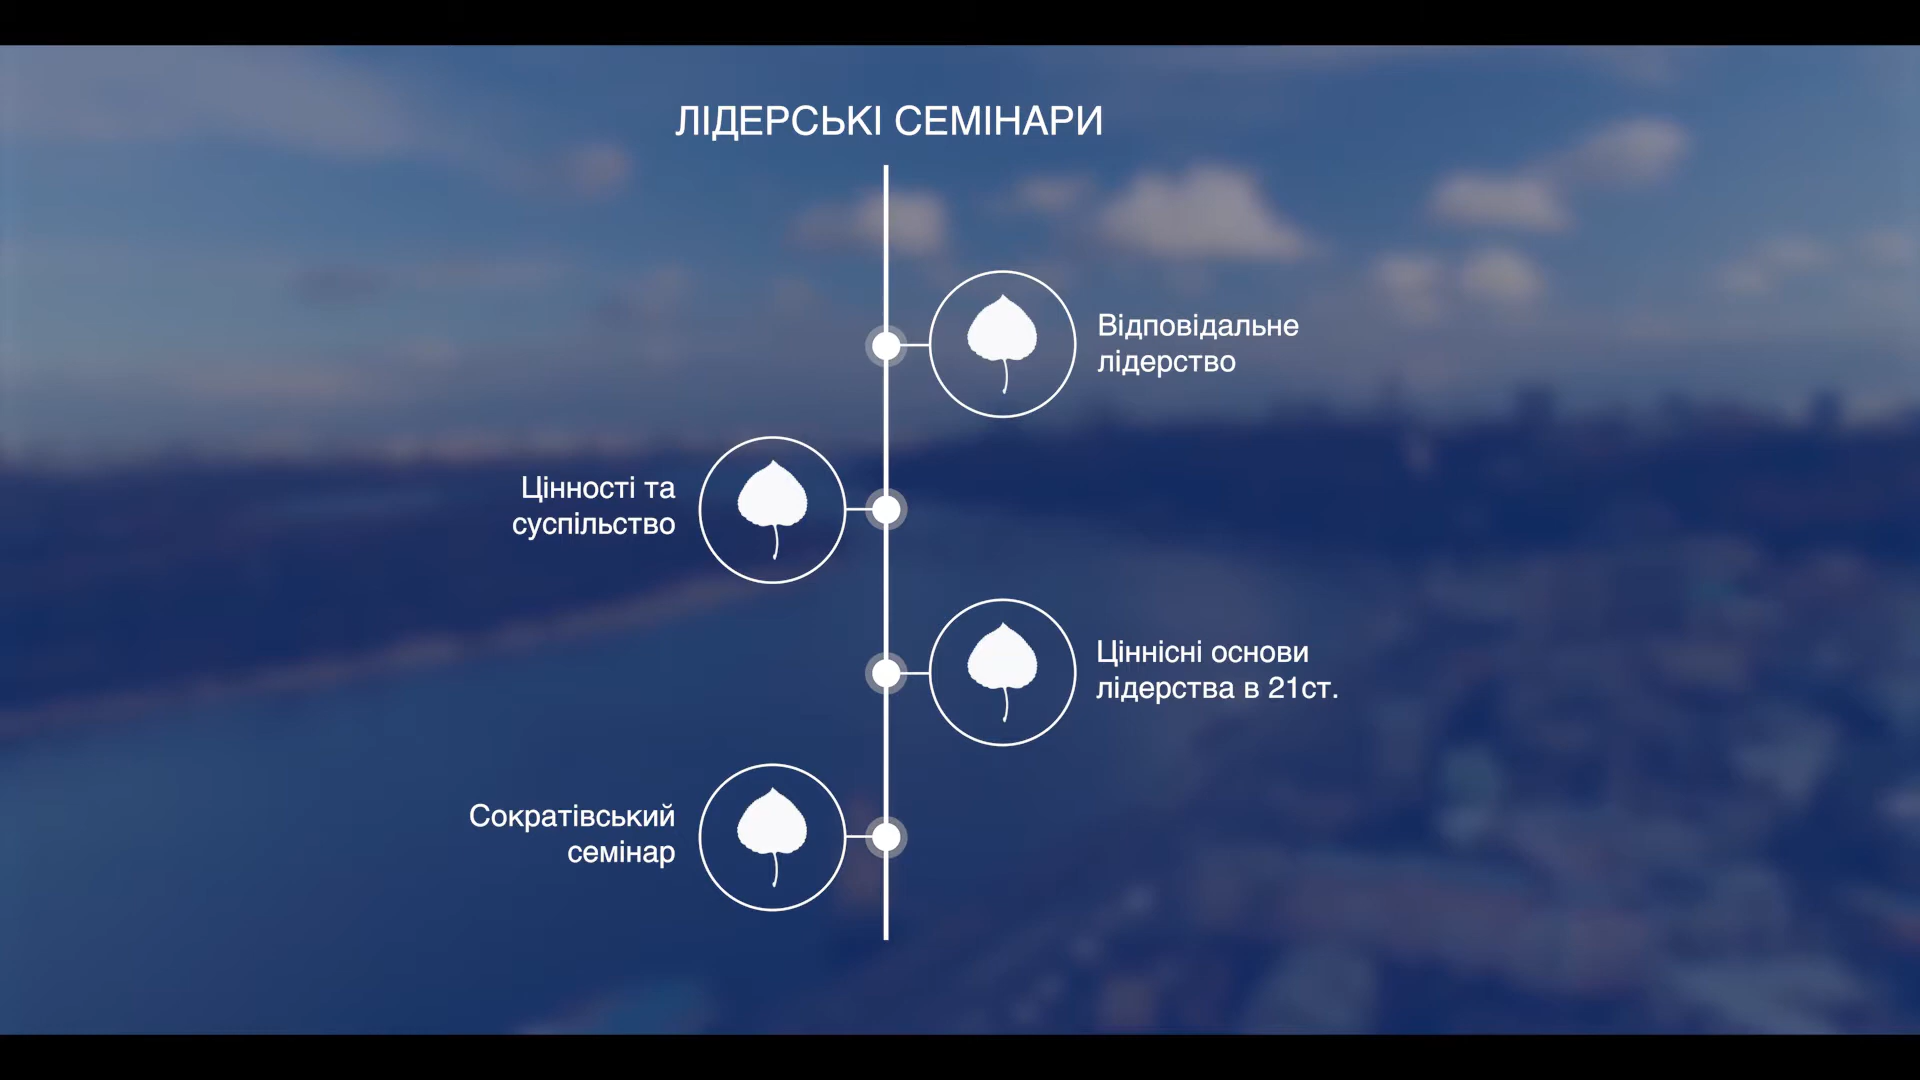 ЛІДЕРСЬКІ СЕМІНАРИ
Відповідальне
лідерство
Цінності та
суспільство
Ціннісні основи
лідерства в 21ст.
Сократівський
семінар